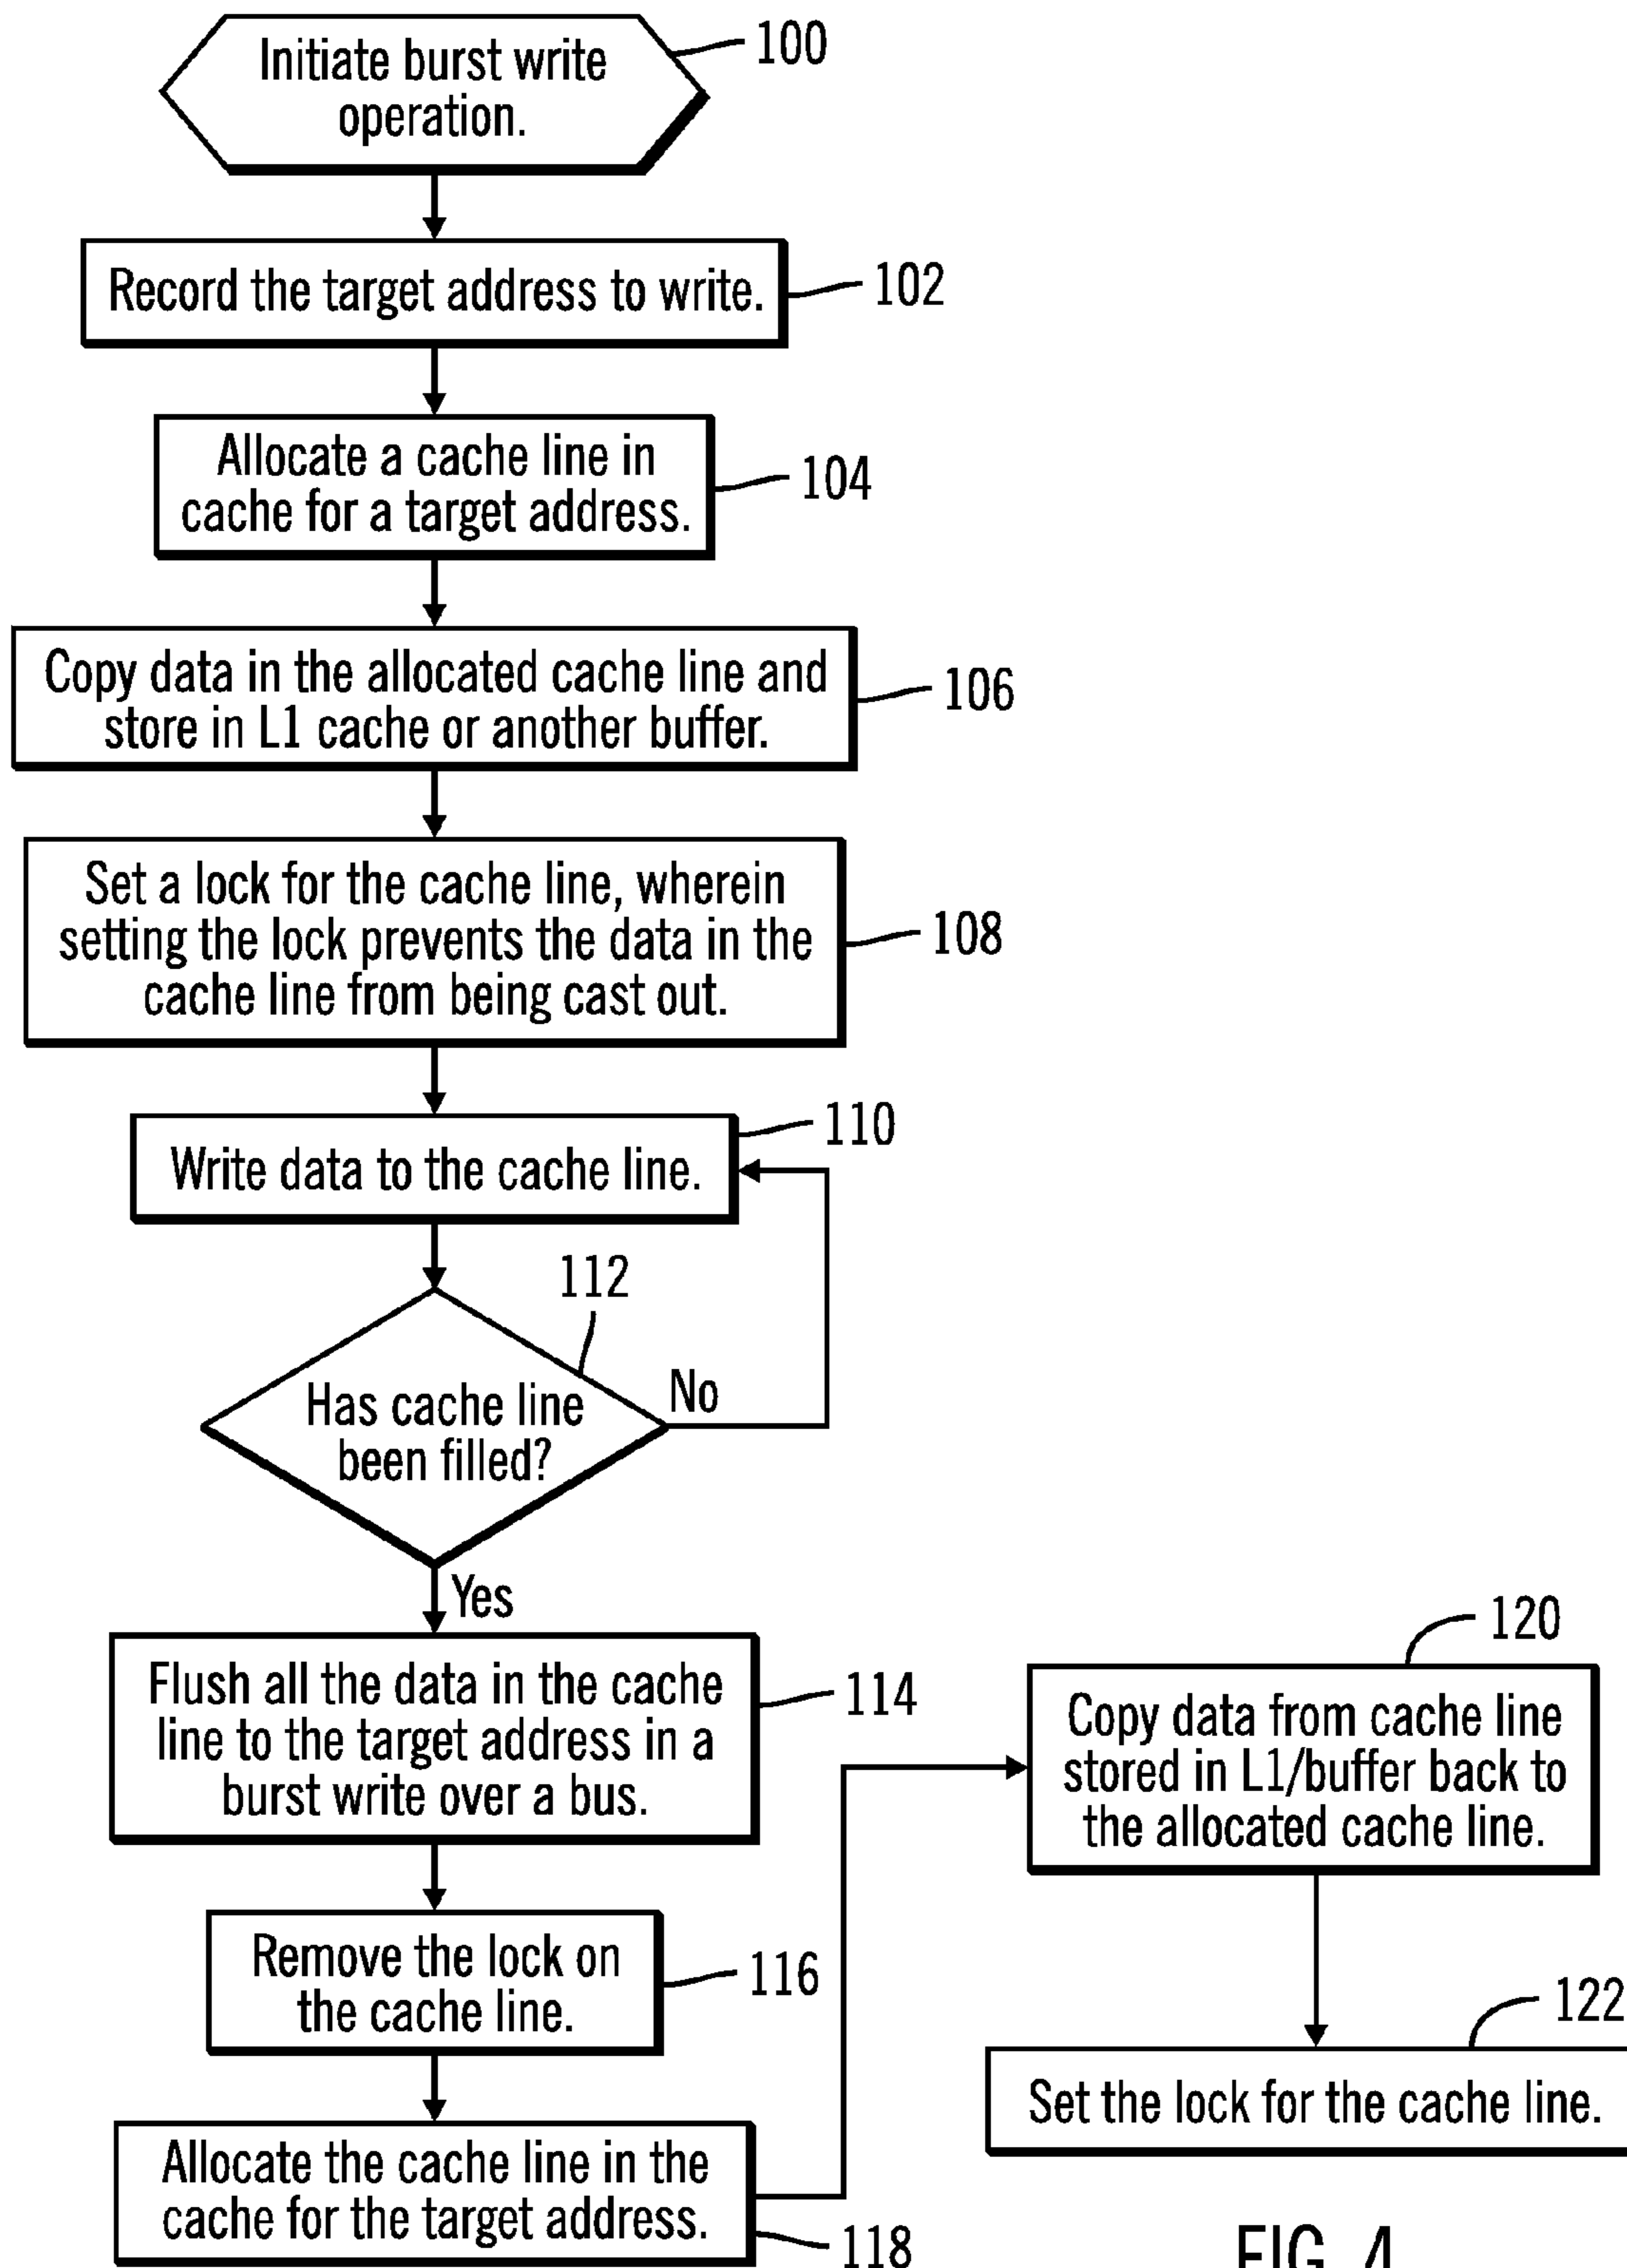 Initiate burst write
operation.
100
Record the target address to write.
102
Allocate a cache line in
cache for a target address.
104
Copy data in the allocated cache line and
store in L1 cache or another buffer.
106
Set a lock for the cache line, wherein
setting the lock prevents the data in the
cache line from being cast out.
108
110
Write data to the cache line.
112
Has cache line
been filled?
No
Yes
Flush all the data in the cache
line to the target address in a
burst write over a bus.
114
Remove the lock on
the cache line.
116
Allocate the cache line in the
cache for the target address.
118
120
Copy data from cache line
stored in L1/buffer back to
the allocated cache line.
122
Set the lock for the cache line.
FIG. 4